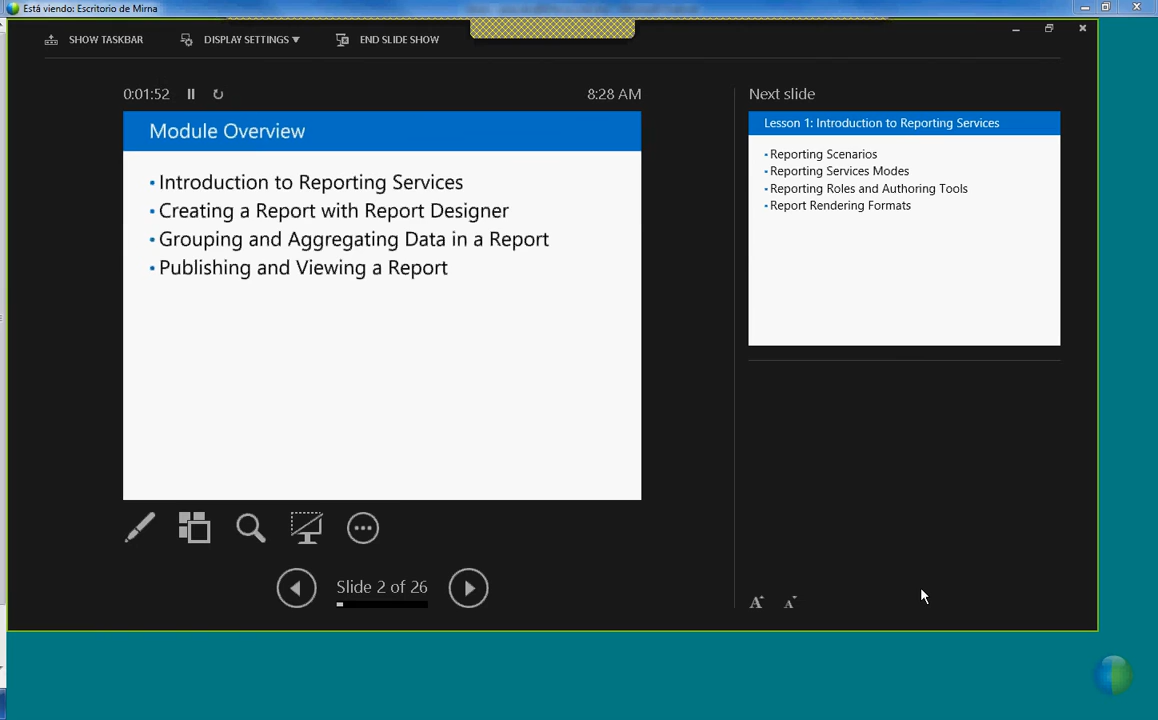 Está viendo: Escritorio de Mirna
SHOW TASKBAR
DISPLAY SETTINGS ▼
END SLIDE SHOW
0:01:52
8:28 AM
Module Overview
•Introduction to Reporting Services
•Creating a Report with Report Designer
•Grouping and Aggregating Data in a Report
•Publishing and Viewing a Report
Slide 2 of 26
Next slide
Lesson 1: Introduction to Reporting Services
•Reporting Scenarios
•Reporting Services Modes
•Reporting Roles and Authoring Tools
•Report Rendering Formats
A A